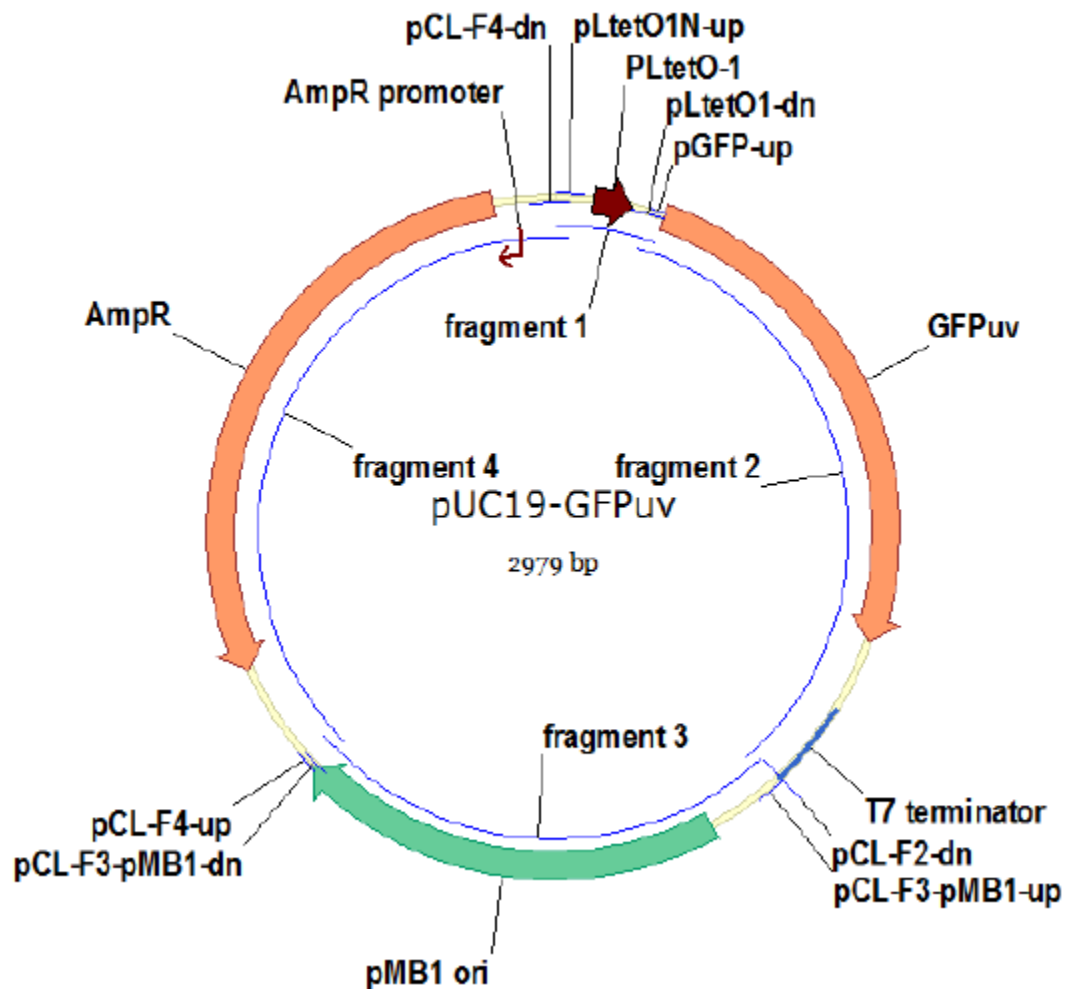 pCL-F4-dn
pLtetO1N-up
AmpR promoter
PLtetO-1
pLtetO1-dn
pGFP-up
AmpR
fragment 1
GFPuv
fragment 4
fragment 2
pUC19-GFPuv
2979 bp
fragment 3
pCL-F4-up
T7 terminator
pCL-F3-pMB1-dn
pCL-F2-dn
pCL-F3-pMB1-up
pMB1 ori